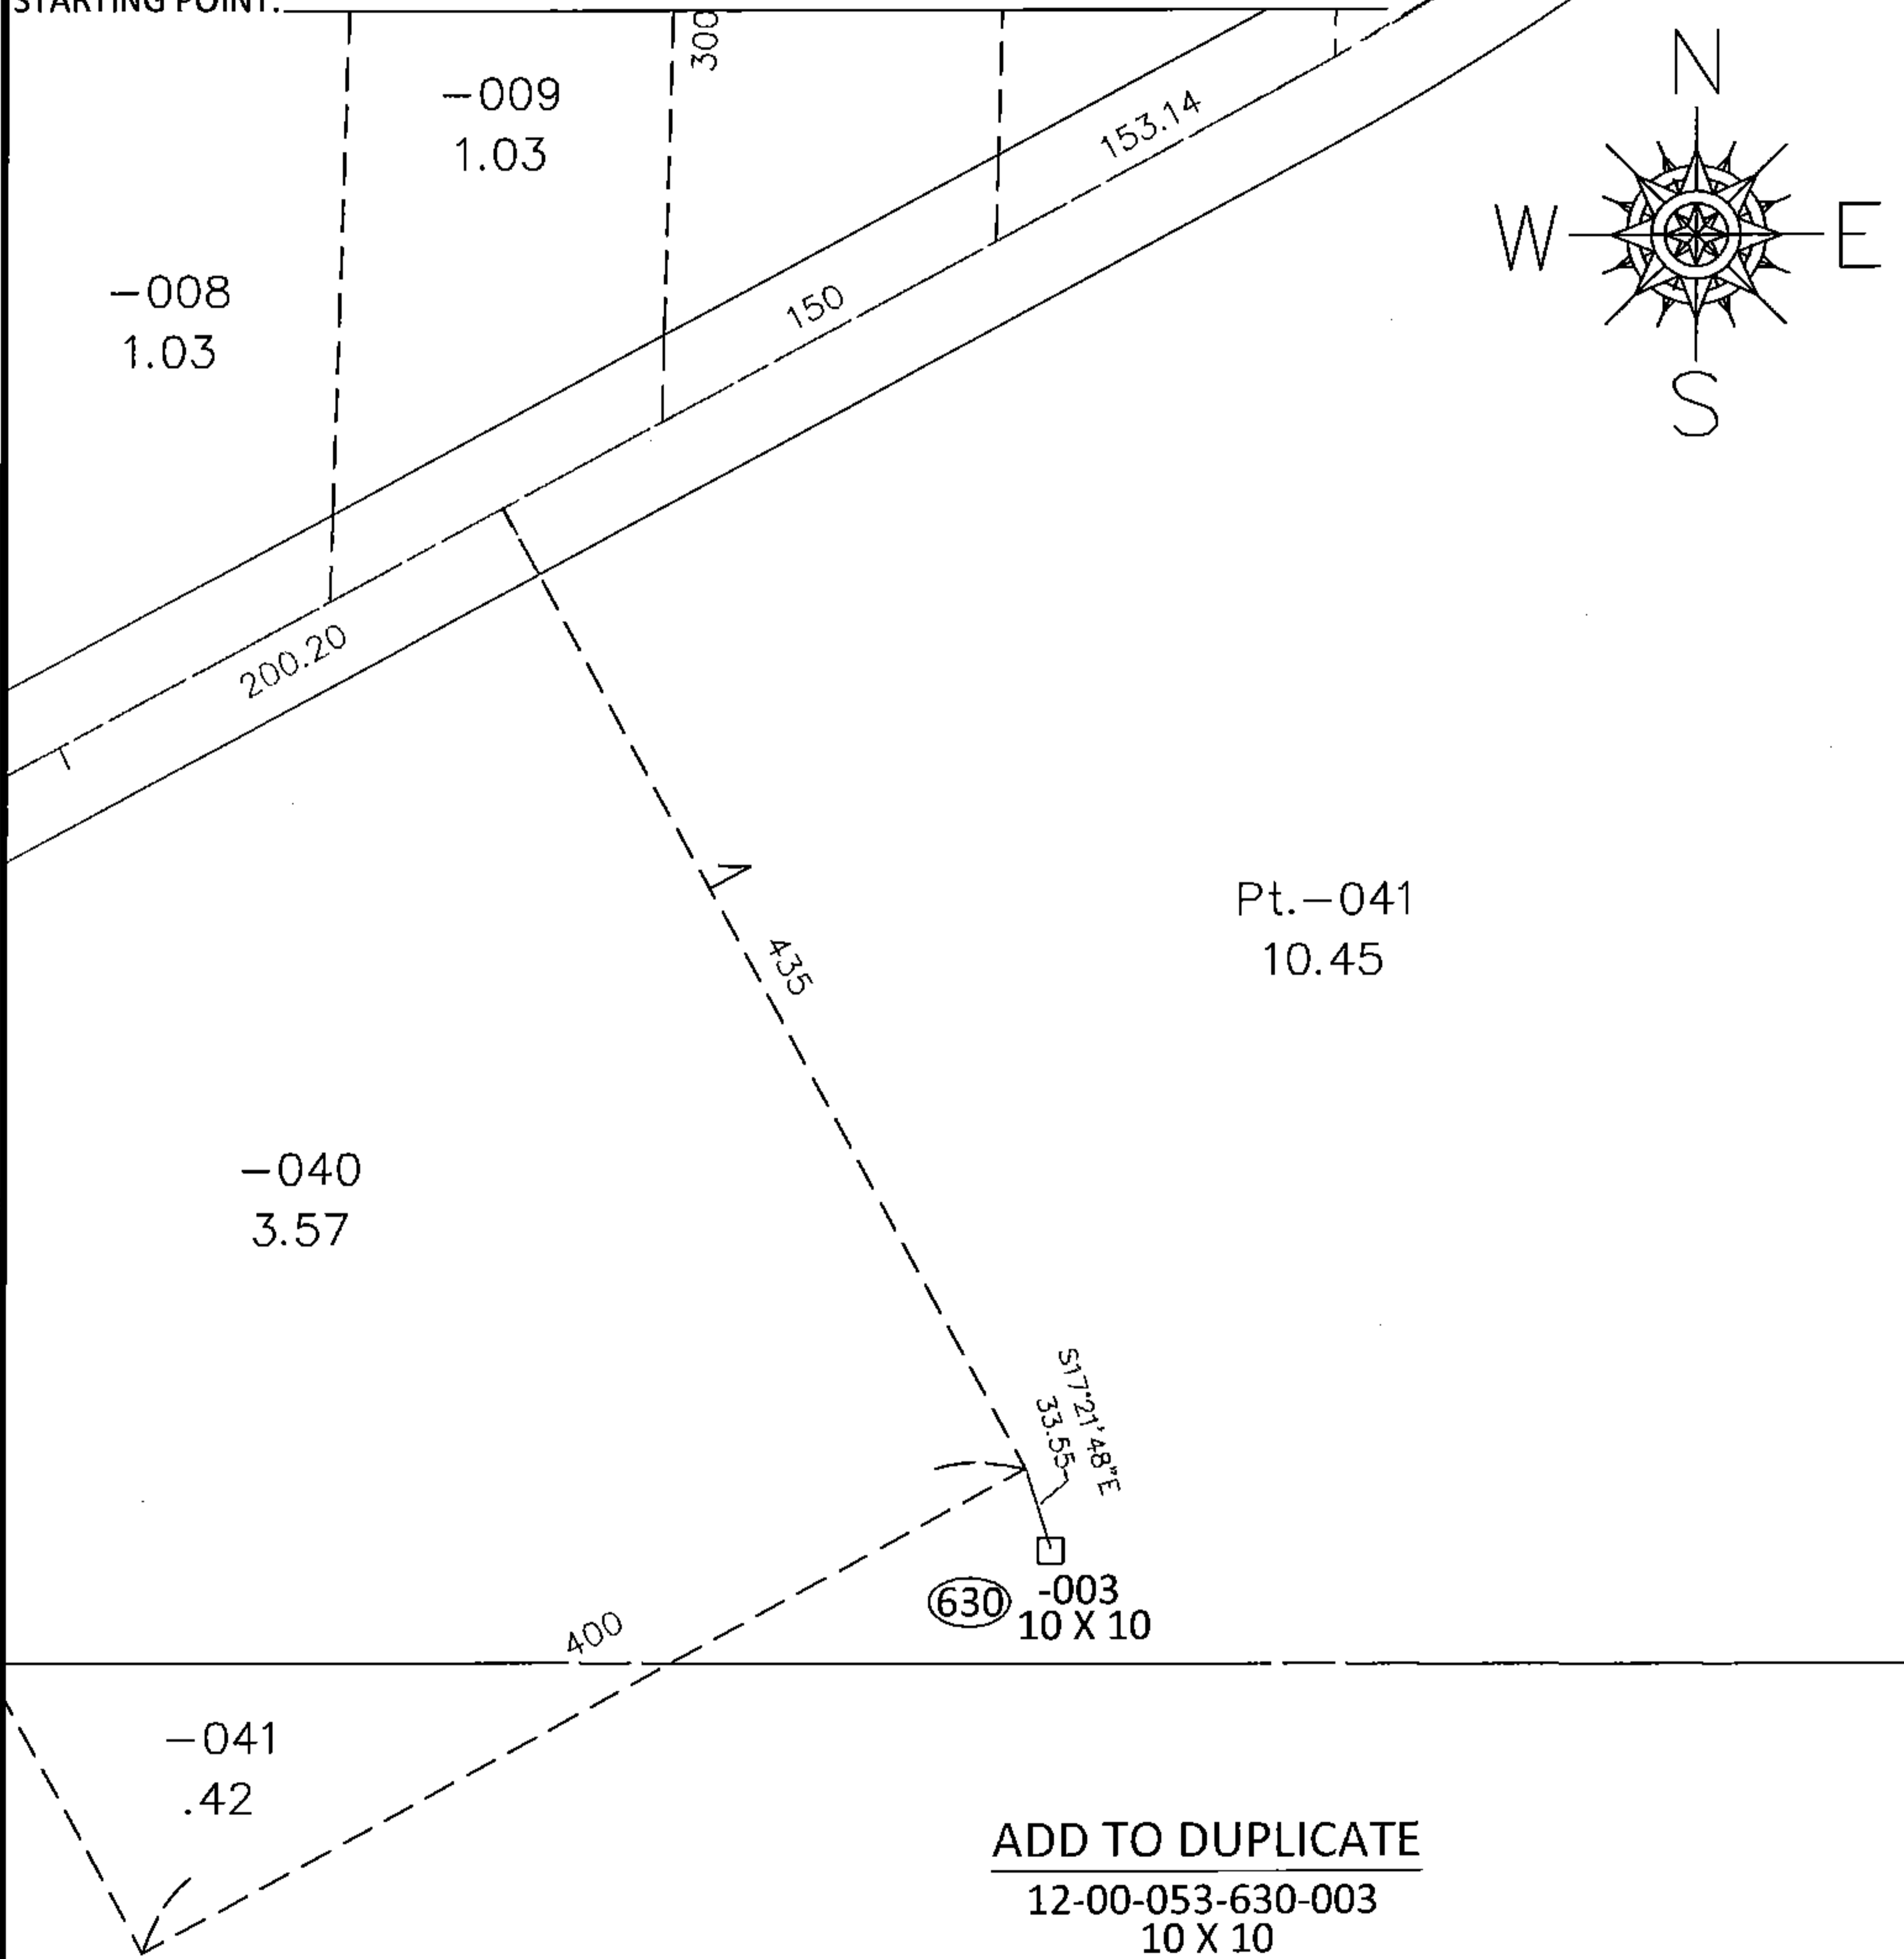 STARTING POINT:
300
-009
1.03
153.14
N
W
E
S
-008
1.03
150
200.20
435
Pt.-041
10.45
-040
3.57
S17°21'48"E
33.55
630
-003
10 X 10
400
-041
.42
ADD TO DUPLICATE
12-00-053-630-003
10 X 10